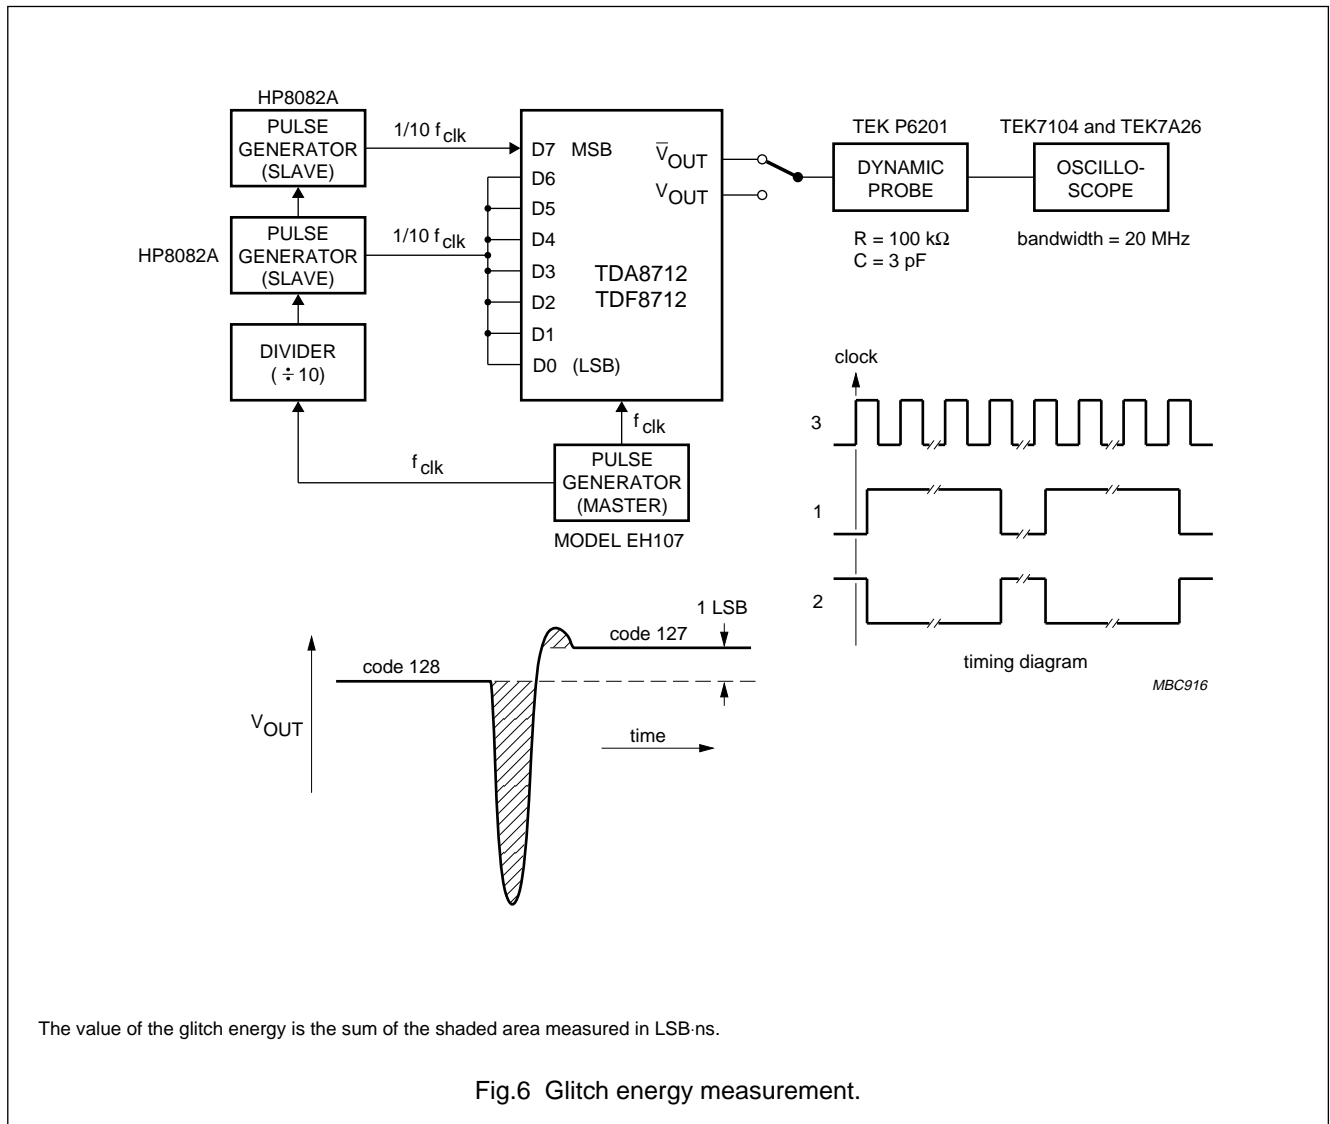 HP8082A
PULSE
GENERATOR
(SLAVE)
1/10 fclk
HP8082A
PULSE
GENERATOR
(SLAVE)
1/10 fclk
DIVIDER
(÷10)
fclk
D7 MSB
D6
D5
D4
D3
D2
D1
D0 (LSB)
TDA8712
TDF8712
V̅OUT
VOUT
fclk
PULSE
GENERATOR
(MASTER)
MODEL EH107
TEK P6201
DYNAMIC
PROBE
R = 100 kΩ
C = 3 pF
TEK7104 and TEK7A26
OSCILLO-
SCOPE
bandwidth = 20 MHz
clock
3
1
2
timing diagram
MBC916
1 LSB
code 127
code 128
VOUT
time
The value of the glitch energy is the sum of the shaded area measured in LSB·ns.
Fig.6 Glitch energy measurement.